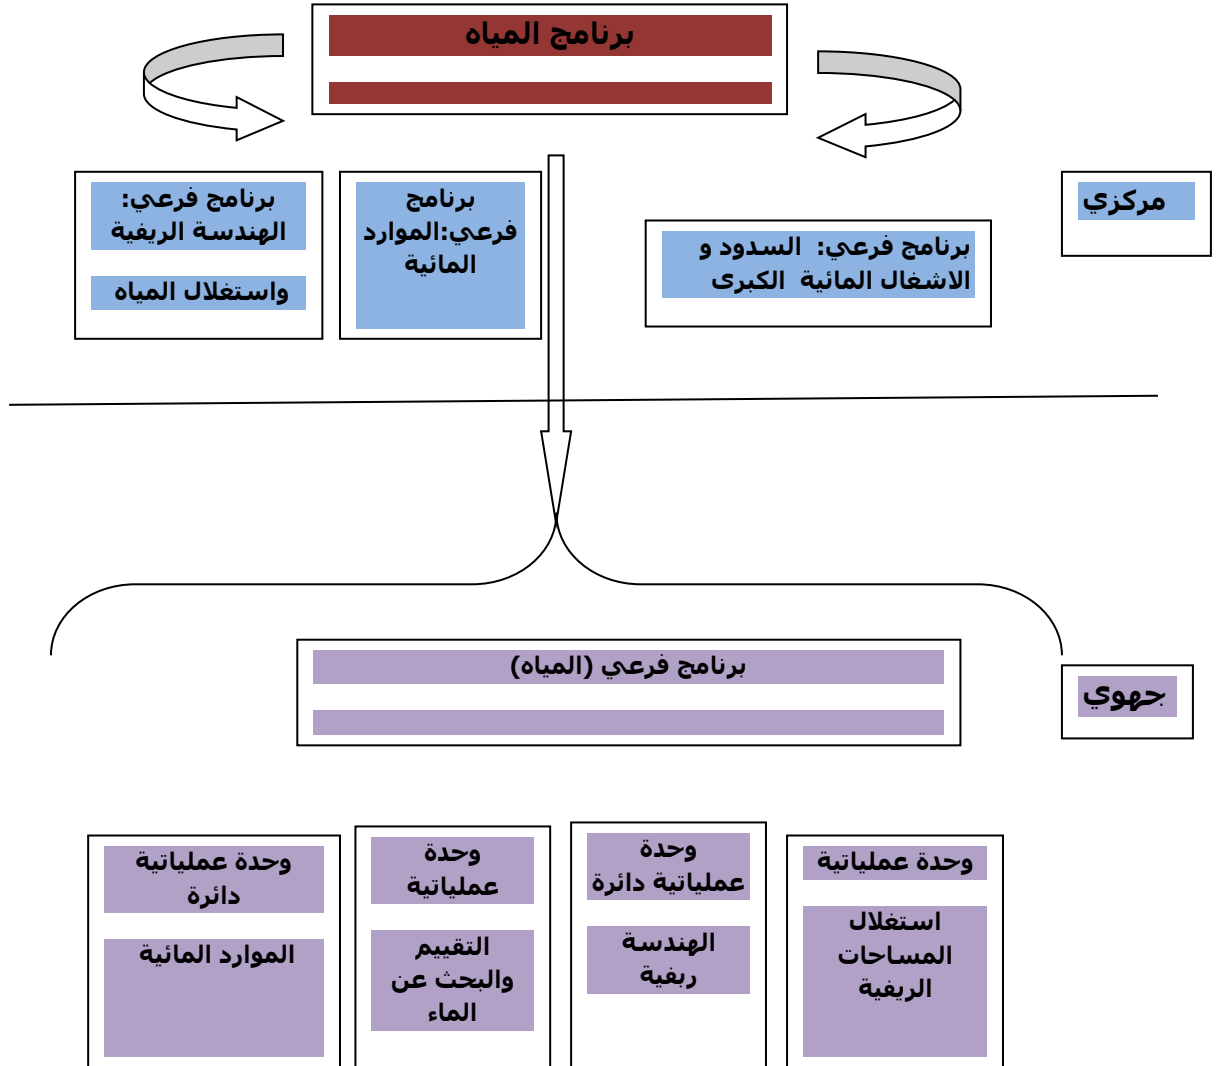 برنامج المياه
مركزي
برنامج فرعي: السدود و
الاشغال المائية الكبرى
برنامج
فرعي:الموارد
المائية
برنامج فرعي:
الهندسة الريفية
واستغلال المياه
جهوي
برنامج فرعي (المياه)
وحدة عملياتية
استغلال
المساحات
الريفية
وحدة
عملياتية دائرة
الهندسة
ريفية
وحدة
عملياتية
التقييم
والبحث عن
الماء
وحدة عملياتية
دائرة
الموارد المائية